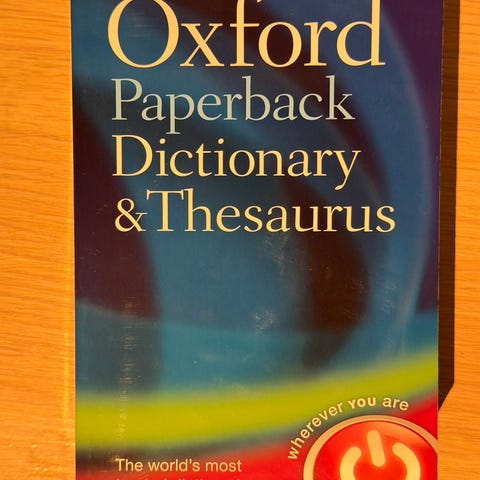 Oxford
Paperback
Dictionary
& Thesaurus
wherever YOU are
The world's most